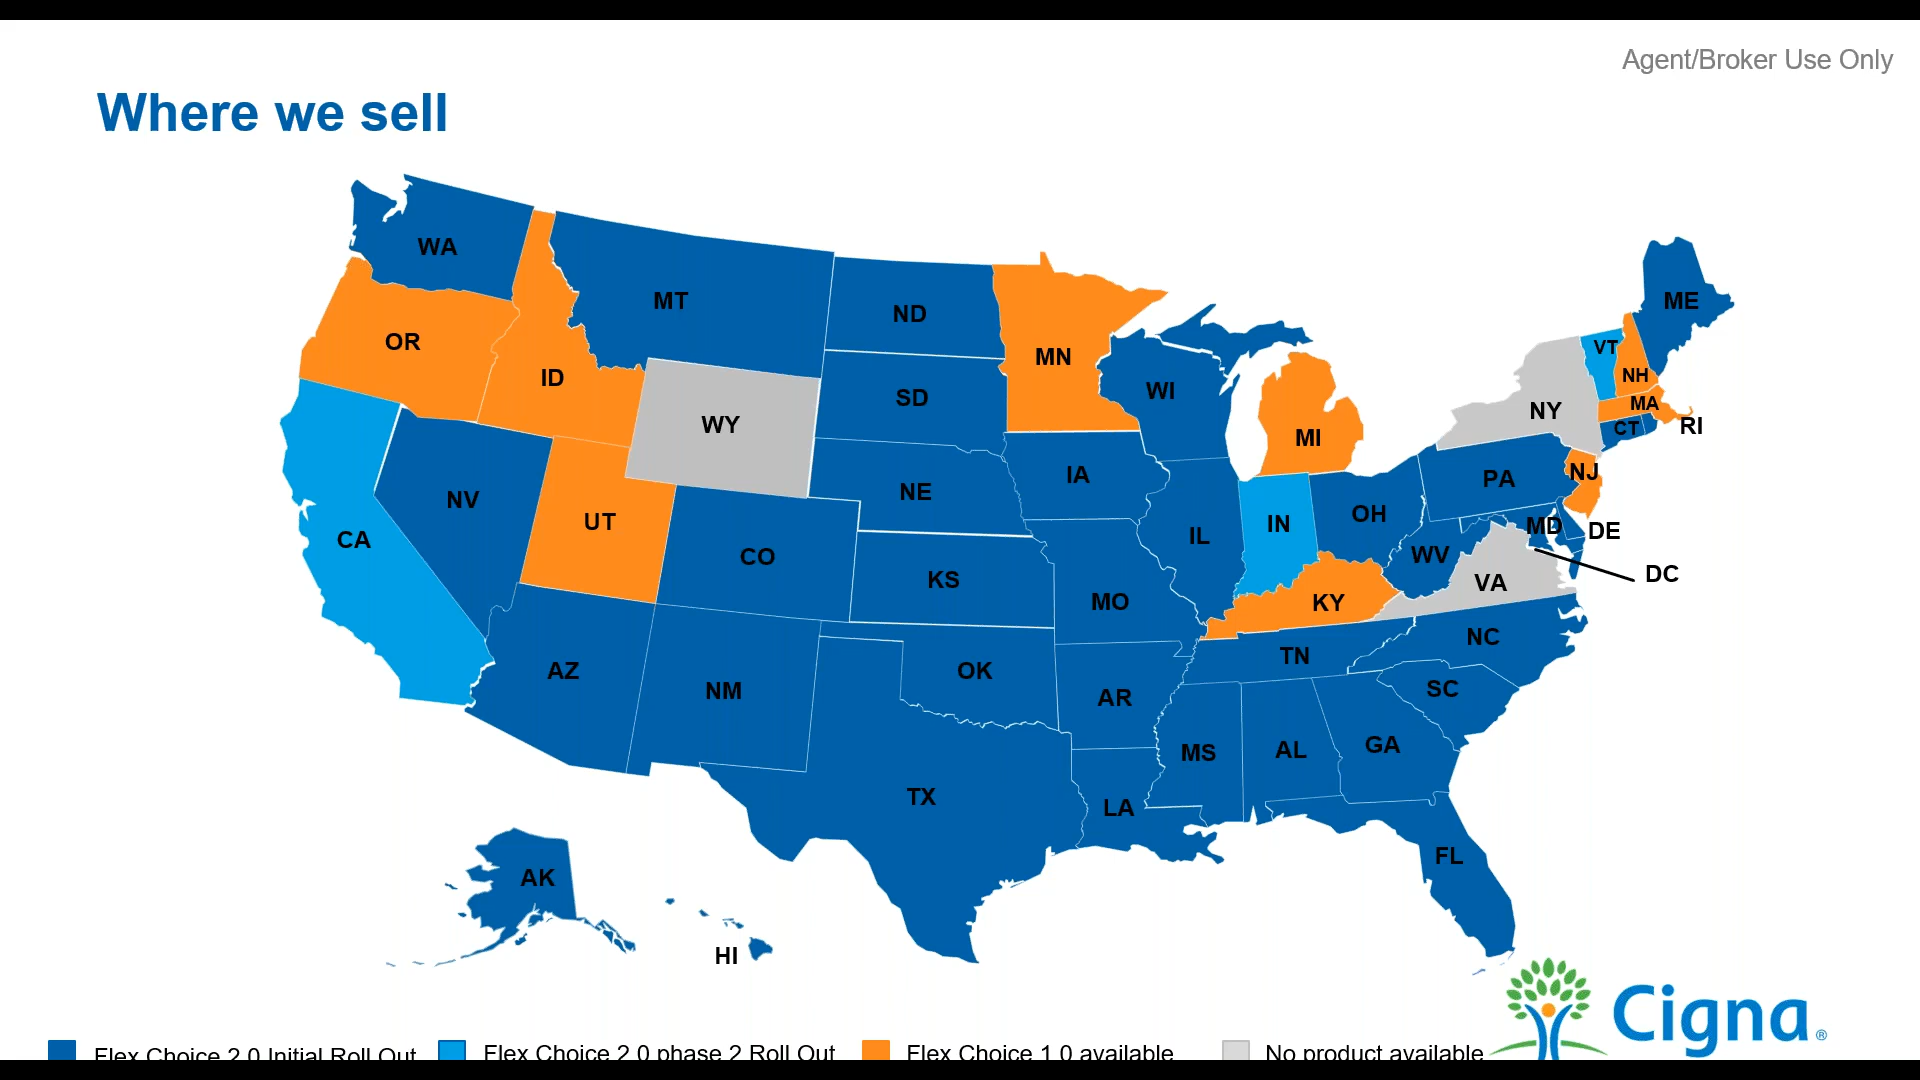 Agent/Broker Use Only
Where we sell
WA
MT
ND
MN
ME
OR
ID
SD
WI
VT
NH
WY
NY
MA
RI
CT
MI
IA
NE
NV
UT
CA
CO
KS
MO
IL
IN
OH
PA
NJ
MD
DE
WV
VA
DC
KY
NC
TN
AZ
NM
OK
AR
SC
MS
AL
GA
TX
LA
FL
AK
HI
Cigna®
Flex Choice 2.0 Initial Roll Out
Flex Choice 2.0 phase 2 Roll Out
Flex Choice 1.0 available
No product available